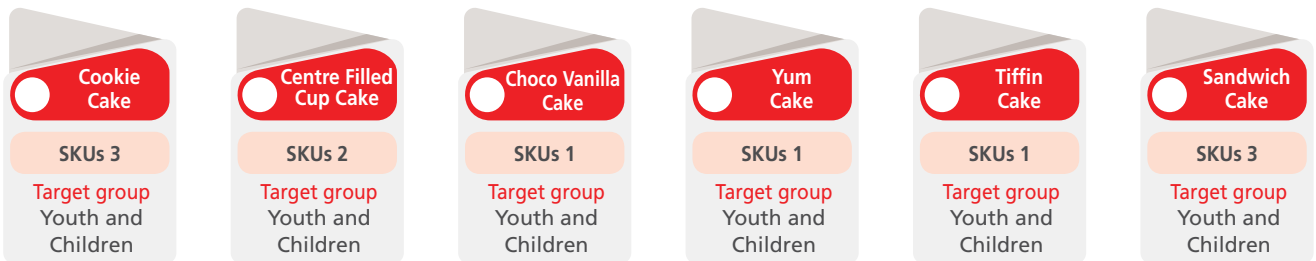 Cookie
Cake
SKUs 3
Target group
Youth and
Children
Centre Filled
Cup Cake
SKUs 2
Target group
Youth and
Children
Choco Vanilla
Cake
SKUs 1
Target group
Youth and
Children
Yum
Cake
SKUs 1
Target group
Youth and
Children
Tiffin
Cake
SKUs 1
Target group
Youth and
Children
Sandwich
Cake
SKUs 3
Target group
Youth and
Children